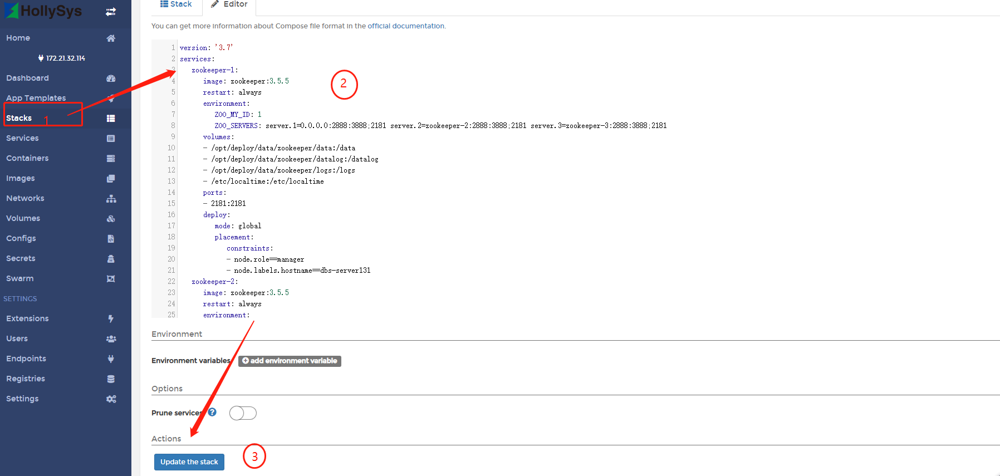 HollySys
Home
172.21.32.114
Dashboard
App Templates
Stacks 1
Services
Containers
Images
Networks
Volumes
Configs
Secrets
Swarm
SETTINGS
Extensions
Users
Endpoints
Registries
Settings
Stack Editor
You can get more information about Compose file format in the official documentation.
1 version: '3.7'
2 services:
3 zookeeper-1:
4 image: zookeeper:3.5.5
5 restart: always
6 environment:
7 ZOO_MY_ID: 1
8 ZOO_SERVERS: server.1=0.0.0.0:2888:3888;2181 server.2=zookeeper-2:2888:3888;2181 server.3=zookeeper-3:2888:3888;2181
9 volumes:
10 - /opt/deploy/data/zookeeper/data:/data
11 - /opt/deploy/data/zookeeper/datalog:/datalog
12 - /opt/deploy/data/zookeeper/logs:/logs
13 - /etc/localtime:/etc/localtime
14 ports:
15 - 2181:2181
16 deploy:
17 mode: global
18 placement:
19 constraints:
20 - node.role==manager
21 - node.labels.hostname==dbs-server131
22 zookeeper-2:
23 image: zookeeper:3.5.5
24 restart: always
25 environment:
2
Environment
Environment variables add environment variable
Options
Prune services
Actions
Update the stack
3